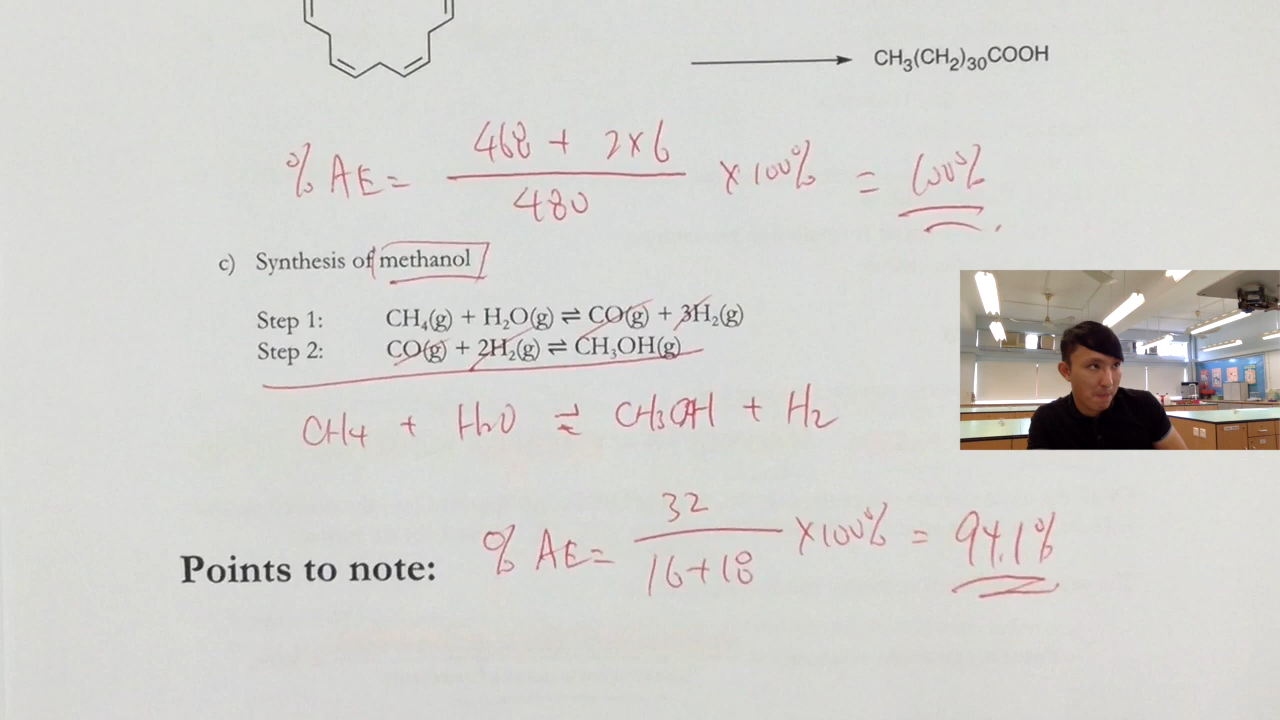 CH₃(CH₂)₃₀COOH
% AE = (468 + 2×6)/480 × 100% = 100%
c) Synthesis of methanol
Step 1: CH₄(g) + H₂O(g) ⇌ CO(g) + 3H₂(g)
Step 2: CO(g) + 2H₂(g) ⇌ CH₃OH(g)
CH4 + H2O ⇌ CH3OH + H2
% AE = 32/(16+18) × 100% = 94.1%
Points to note: